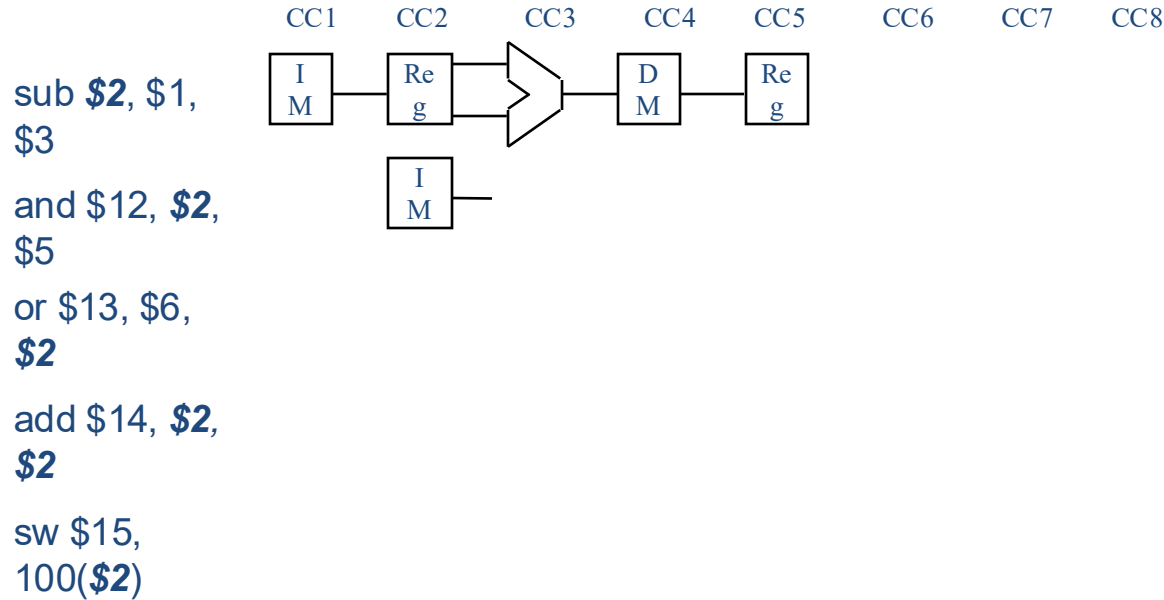 CC1 CC2 CC3 CC4 CC5 CC6 CC7 CC8
I
M
Re
g
D
M
Re
g
sub $2, $1,
$3
I
M
and $12, $2,
$5
or $13, $6,
$2
add $14, $2,
$2
sw $15,
100($2)